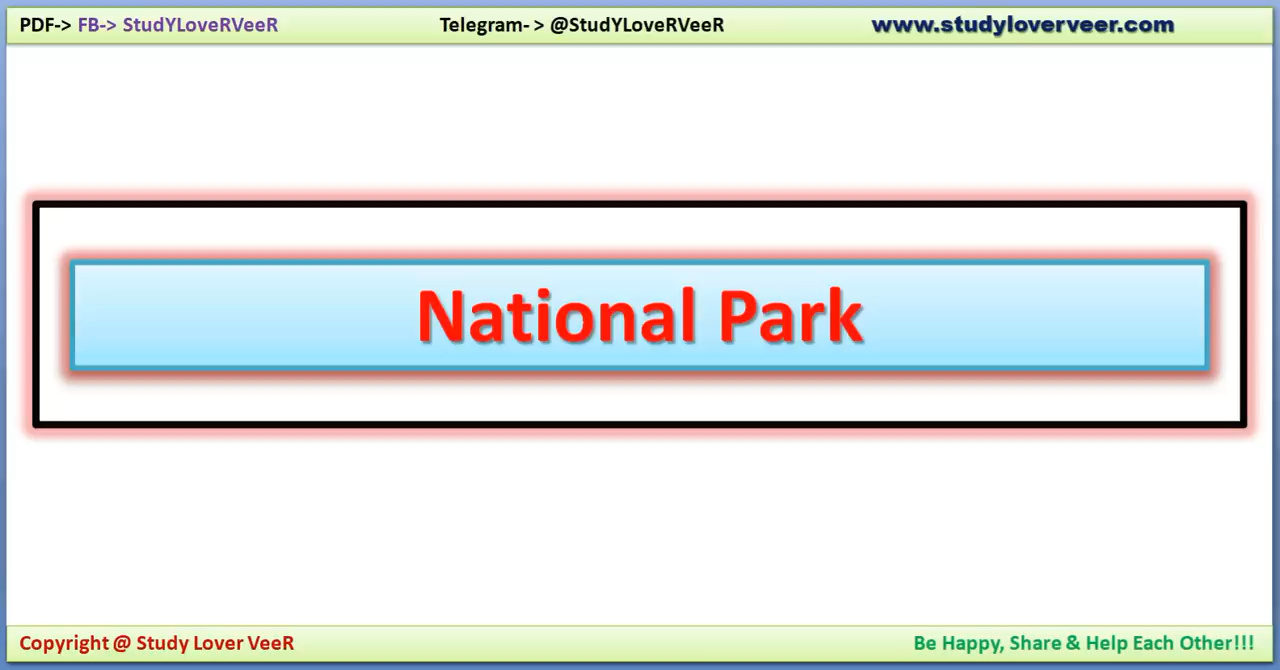 PDF-> FB-> StudYLoveRVeeR Telegram- > @StudYLoveRVeeR www.studyloverveer.com
National Park
Copyright @ Study Lover VeeR Be Happy, Share & Help Each Other!!!